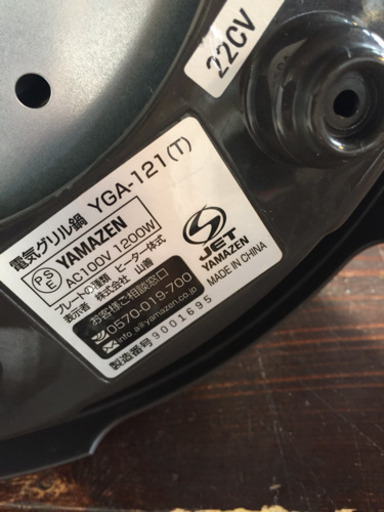 22CV
電気グリル鍋 YGA-121(T)
PSE
YAMAZEN
AC100V 1200W
プレートの種類 ヒーター体式
表示者 株式会社 山善
お客様ご相談窓口
0570-019-700
info_a@yamazen.co.jp
製造番号 9001695
S JET
YAMAZEN
MADE IN CHINA